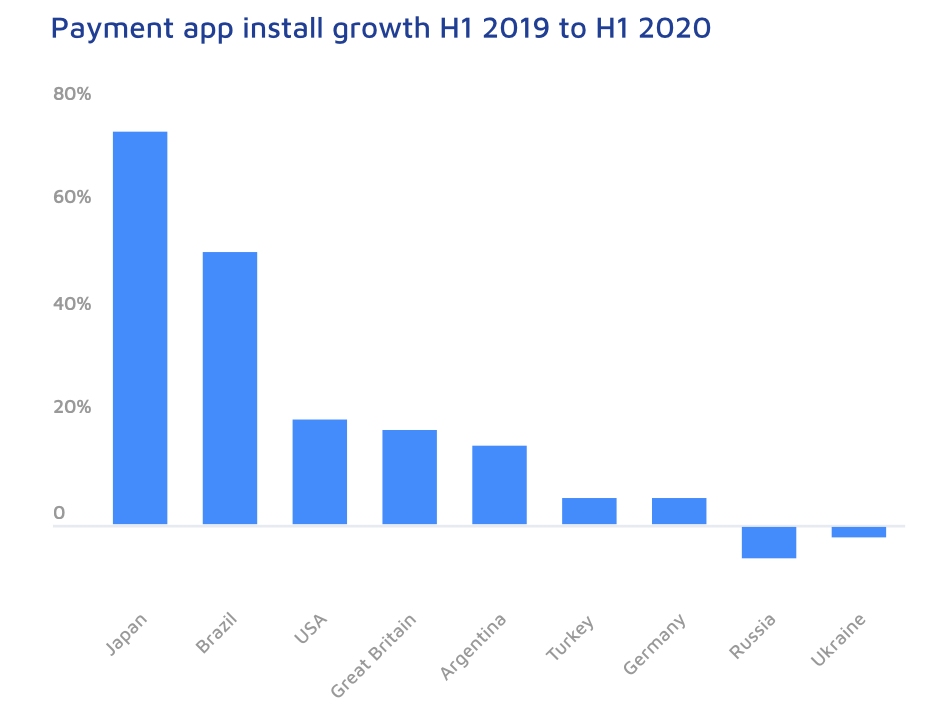 Payment app install growth H1 2019 to H1 2020
80%
60%
40%
20%
0
Japan
Brazil
USA
Great Britain
Argentina
Turkey
Germany
Russia
Ukraine